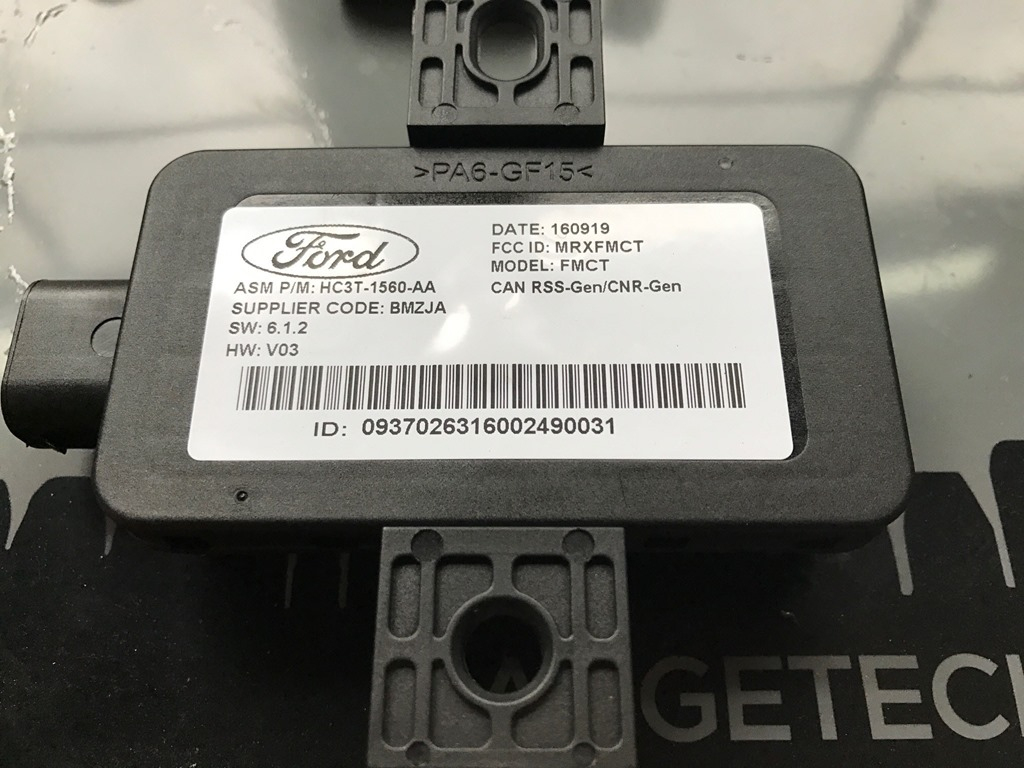 >PA6-GF15<
Ford
ASM P/M: HC3T-1560-AA
SUPPLIER CODE: BMZJA
SW: 6.1.2
HW: V03
DATE: 160919
FCC ID: MRXFMCT
MODEL: FMCT
CAN RSS-Gen/CNR-Gen
ID: 0937026316002490031
GETECH